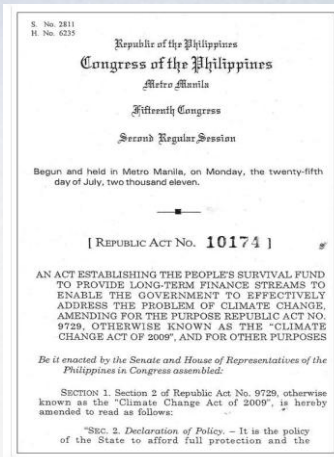 S. No. 2811
H. No. 6235
Republic of the Philippines
Congress of the Philippines
Metro Manila
Fifteenth Congress
Second Regular Session
Begun and held in Metro Manila, on Monday, the twenty-fifth
day of July, two thousand eleven.
[ REPUBLIC ACT NO. 10174 ]
AN ACT ESTABLISHING THE PEOPLE'S SURVIVAL FUND
TO PROVIDE LONG-TERM FINANCE STREAMS TO
ENABLE THE GOVERNMENT TO EFFECTIVELY
ADDRESS THE PROBLEM OF CLIMATE CHANGE,
AMENDING FOR THE PURPOSE REPUBLIC ACT NO.
9729, OTHERWISE KNOWN AS THE "CLIMATE
CHANGE ACT OF 2009", AND FOR OTHER PURPOSES
Be it enacted by the Senate and House of Representatives of the
Philippines in Congress assembled:
SECTION 1. Section 2 of Republic Act No. 9729, otherwise
known as the "Climate Change Act of 2009", is hereby
amended to read as follows:
"SEC. 2. Declaration of Policy. – It is the policy
of the State to afford full protection and the